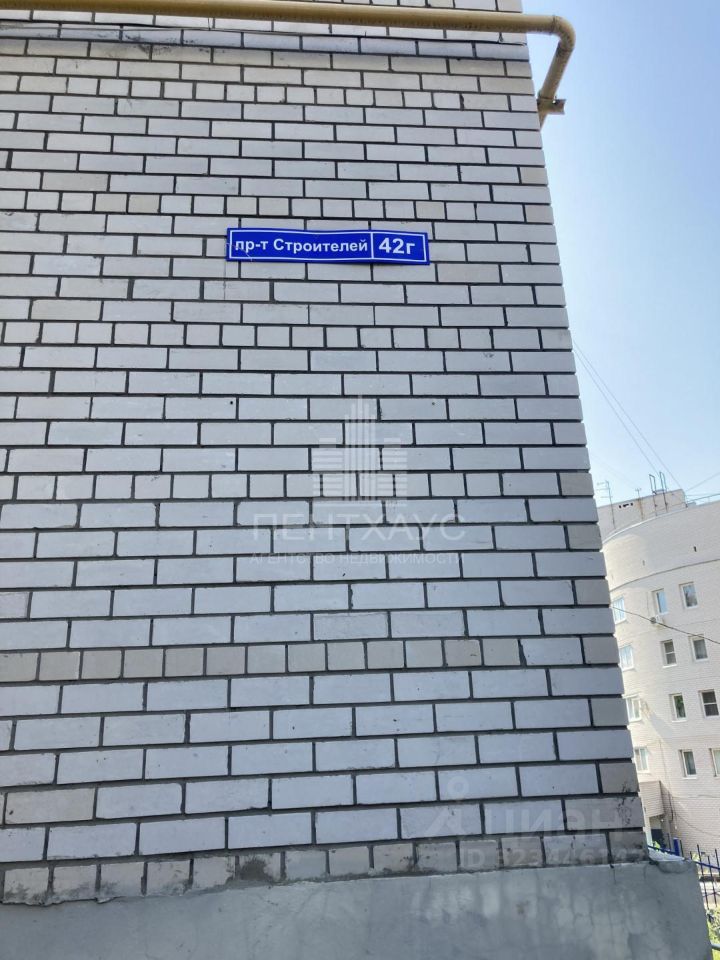 пр-т Строителей 42г
ПЕНТХАУС
АГЕНТСТВО НЕДВИЖИМОСТИ
циан